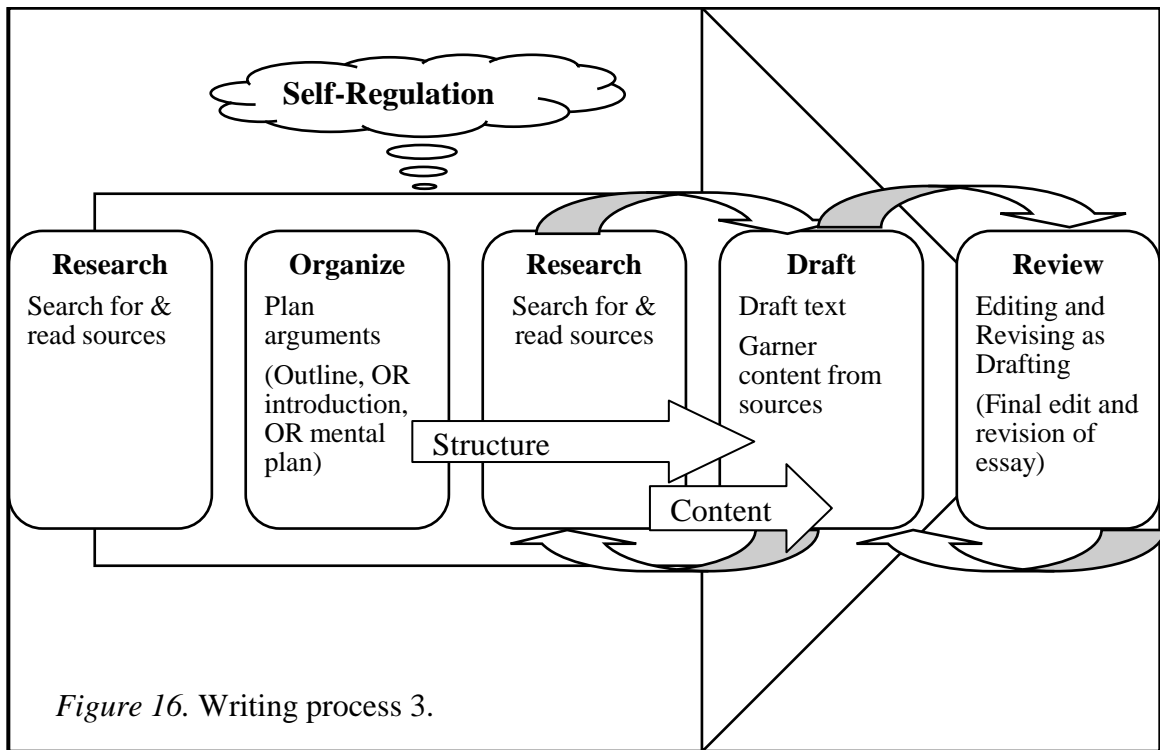 Self-Regulation
Research
Search for &
read sources
Organize
Plan
arguments
(Outline, OR
introduction,
OR mental
plan)
Research
Search for &
read sources
Draft
Draft text
Garner
content from
sources
Review
Editing and
Revising as
Drafting
(Final edit and
revision of
essay)
Structure
Content
Figure 16. Writing process 3.